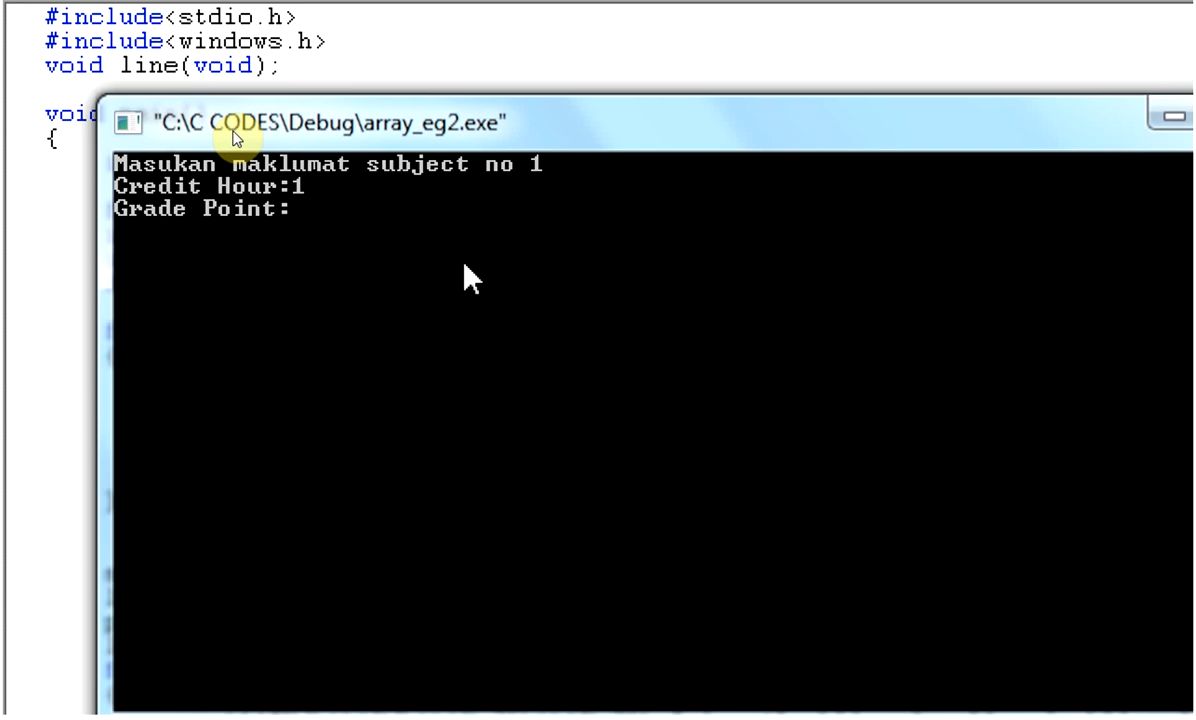 #include<stdio.h>
#include<windows.h>
void line(void);
void
{
"C:\C CODES\Debug\array_eg2.exe"
Masukan maklumat subject no 1
Credit Hour:1
Grade Point: